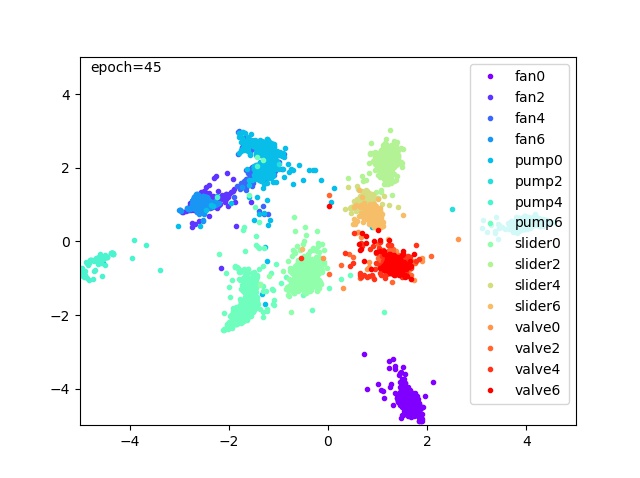 epoch=45
fan0
fan2
fan4
fan6
pump0
pump2
pump4
pump6
slider0
slider2
slider4
slider6
valve0
valve2
valve4
valve6
4
2
0
−2
−4
−4 −2 0 2 4